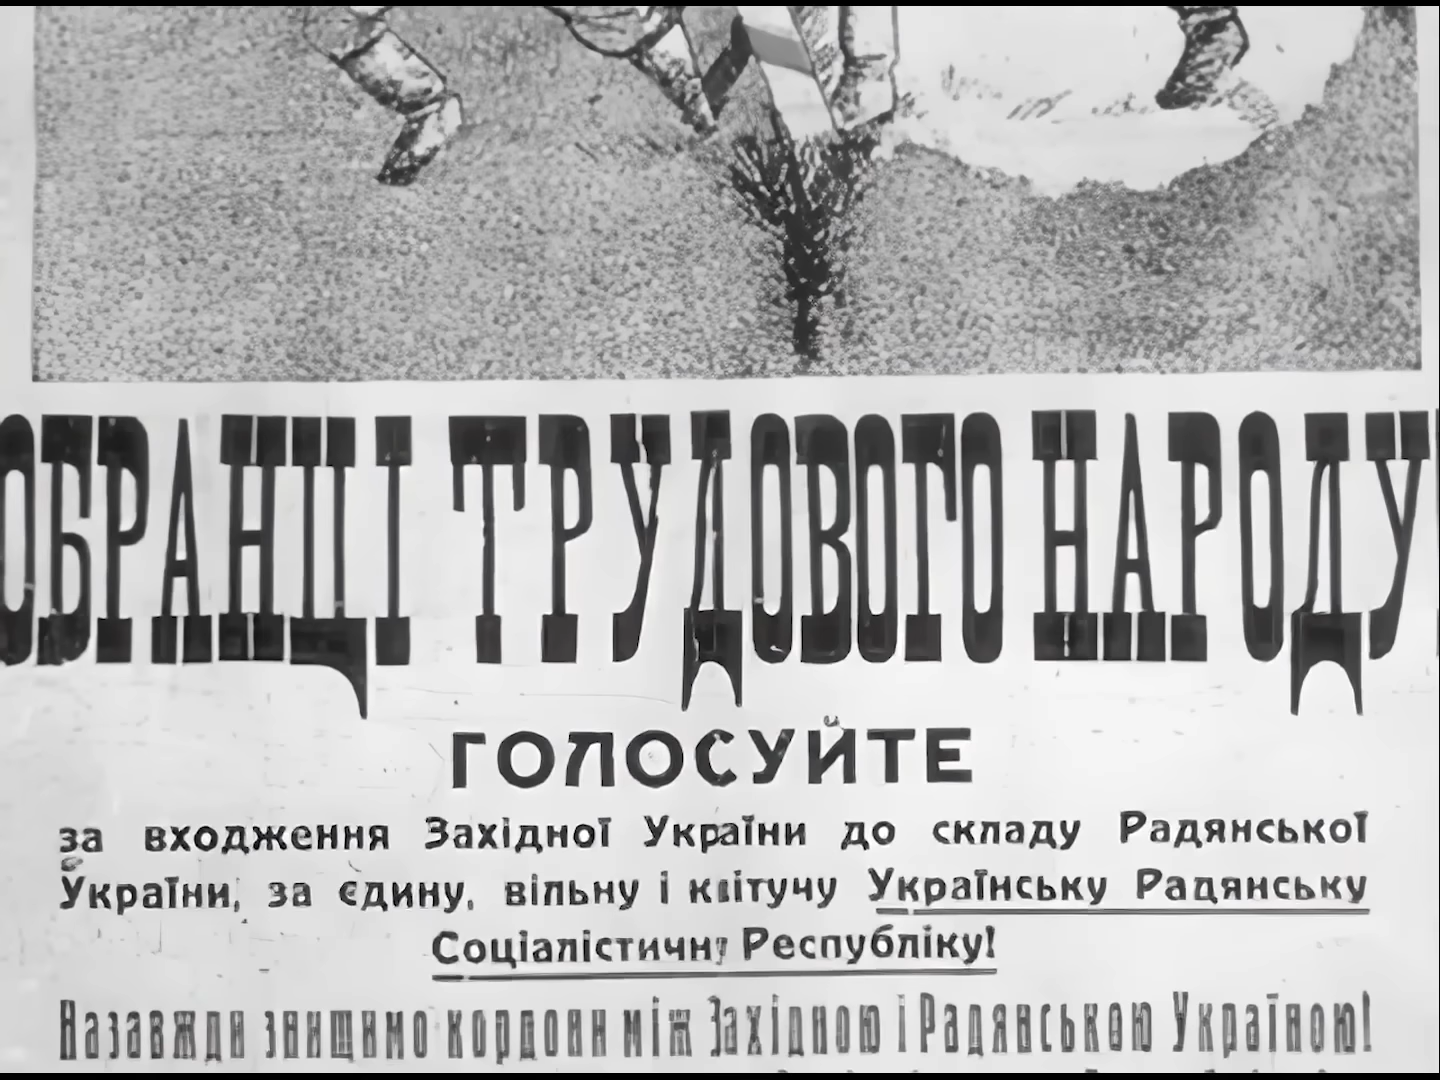 ОБРАНЦІ ТРУДОВОГО НАРОДУ
ГОЛОСУЙТЕ
за входження Західної України до складу Радянської
України, за єдину, вільну і квітучу Українську Радянську
Соціалістичну Республіку!
Назавжди знищимо кордони між Західною і Радянською Україною!